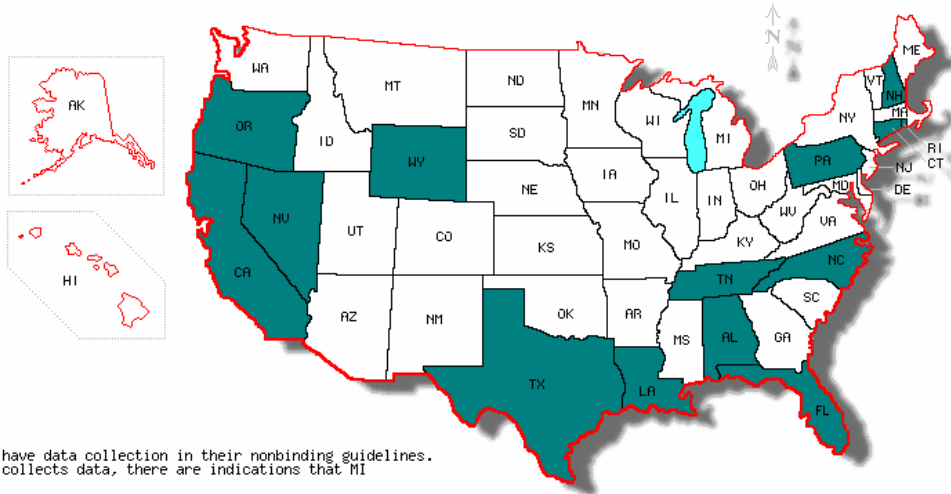 N
ME
WA
VT
NH
MT
ND
MN
AK
OR
MA
NY
WI
SD
ID
MI
WY
RI
CT
PA
IA
NJ
NE
OH
MD
DE
NV
IL
IN
WV
UT
VA
CO
KS
MO
KY
CA
NC
HI
TN
SC
AZ
NM
OK
AR
MS
AL
GA
TX
LA
FL
have data collection in their nonbinding guidelines.
collects data, there are indications that MI